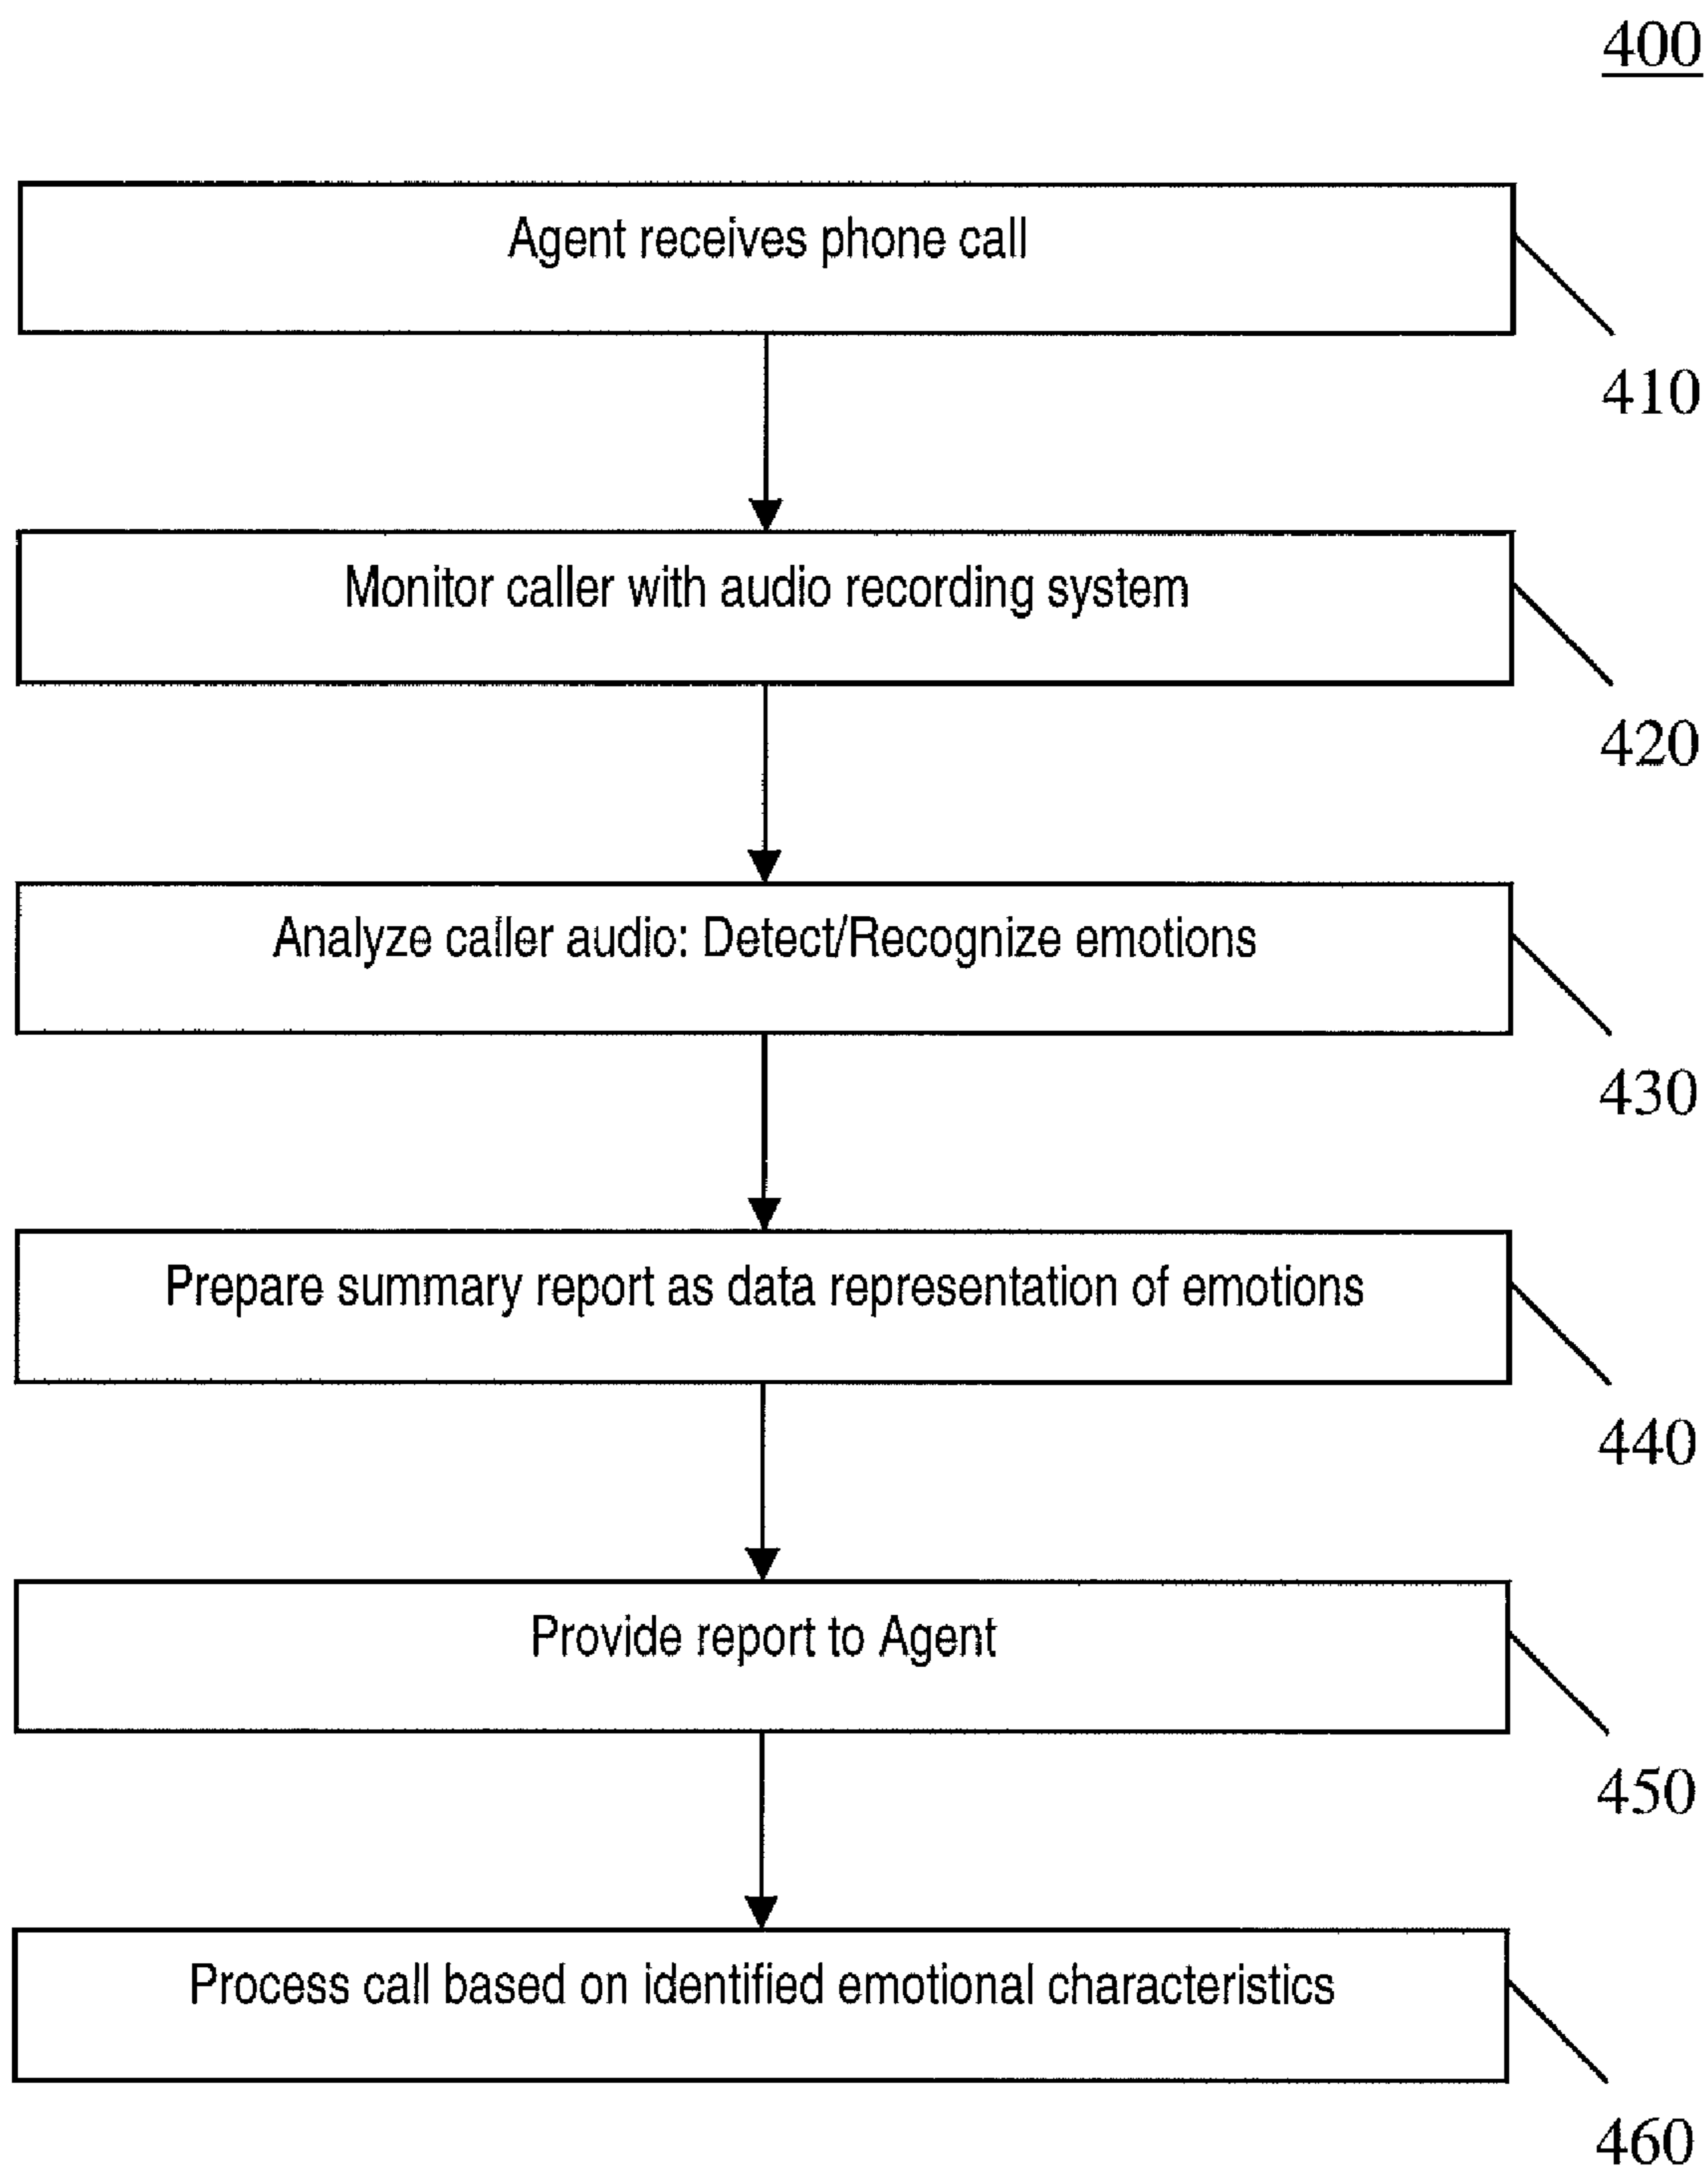 400
Agent receives phone call
410
Monitor caller with audio recording system
420
Analyze caller audio: Detect/Recognize emotions
430
Prepare summary report as data representation of emotions
440
Provide report to Agent
450
Process call based on identified emotional characteristics
460